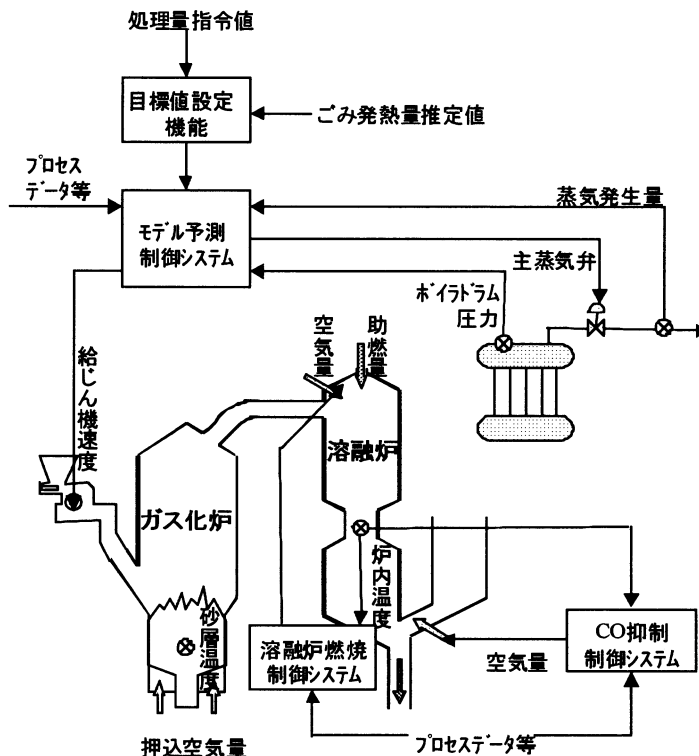 処理量指令値
目標値設定
機能
ごみ発熱量推定値
プロセス
データ等
モデル予測
制御システム
蒸気発生量
主蒸気弁
ボイラドラム
圧力
給じん機速度
空気量
助燃量
溶融炉
ガス化炉
炉内温度
砂層温度
溶融炉燃焼
制御システム
空気量
CO抑制
制御システム
押込空気量
プロセスデータ等